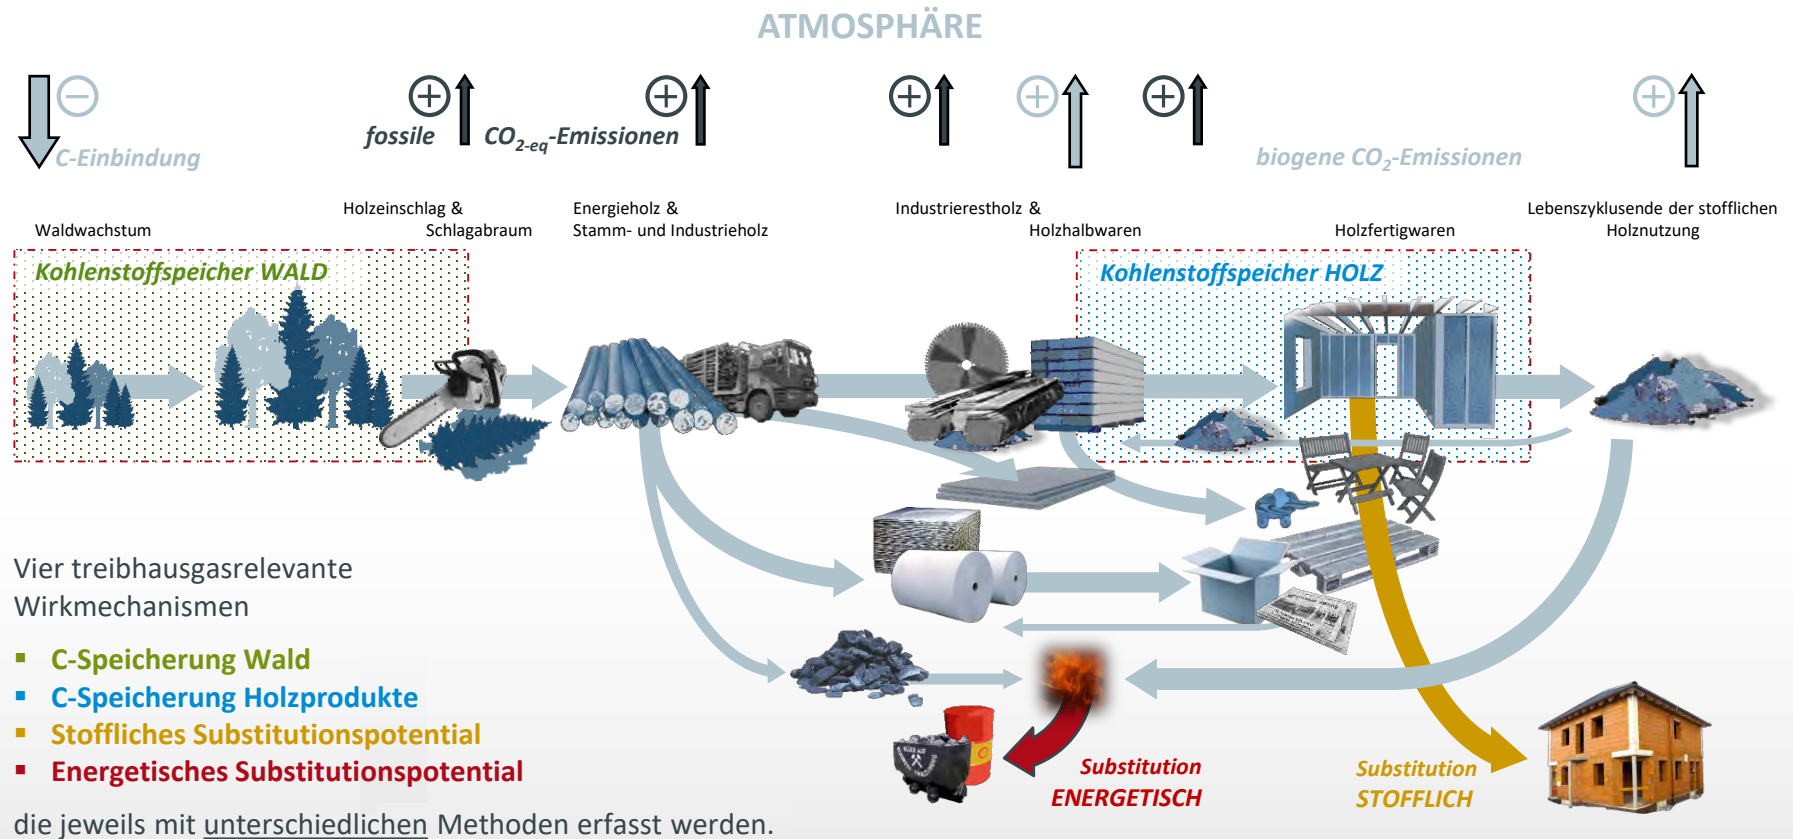 ATMOSPHÄRE
C-Einbindung
fossile CO2-eq-Emissionen
biogene CO2-Emissionen
Waldwachstum
Holzeinschlag &
Schlagabraum
Energieholz &
Stamm- und Industrieholz
Industrierestholz &
Holzhalbwaren
Holzfertigwaren
Lebenszyklusende der stofflichen
Holznutzung
Kohlenstoffspeicher WALD
Kohlenstoffspeicher HOLZ
Vier treibhausgasrelevante
Wirkmechanismen
▪ C-Speicherung Wald
▪ C-Speicherung Holzprodukte
▪ Stoffliches Substitutionspotential
▪ Energetisches Substitutionspotential
die jeweils mit unterschiedlichen Methoden erfasst werden.
Substitution
ENERGETISCH
Substitution
STOFFLICH